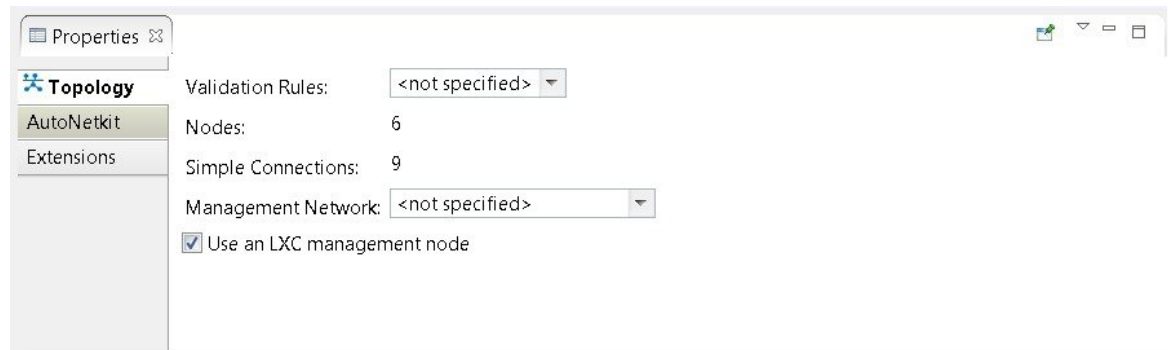 Properties
Topology
AutoNetkit
Extensions
Validation Rules: <not specified>
Nodes: 6
Simple Connections: 9
Management Network: <not specified>
Use an LXC management node